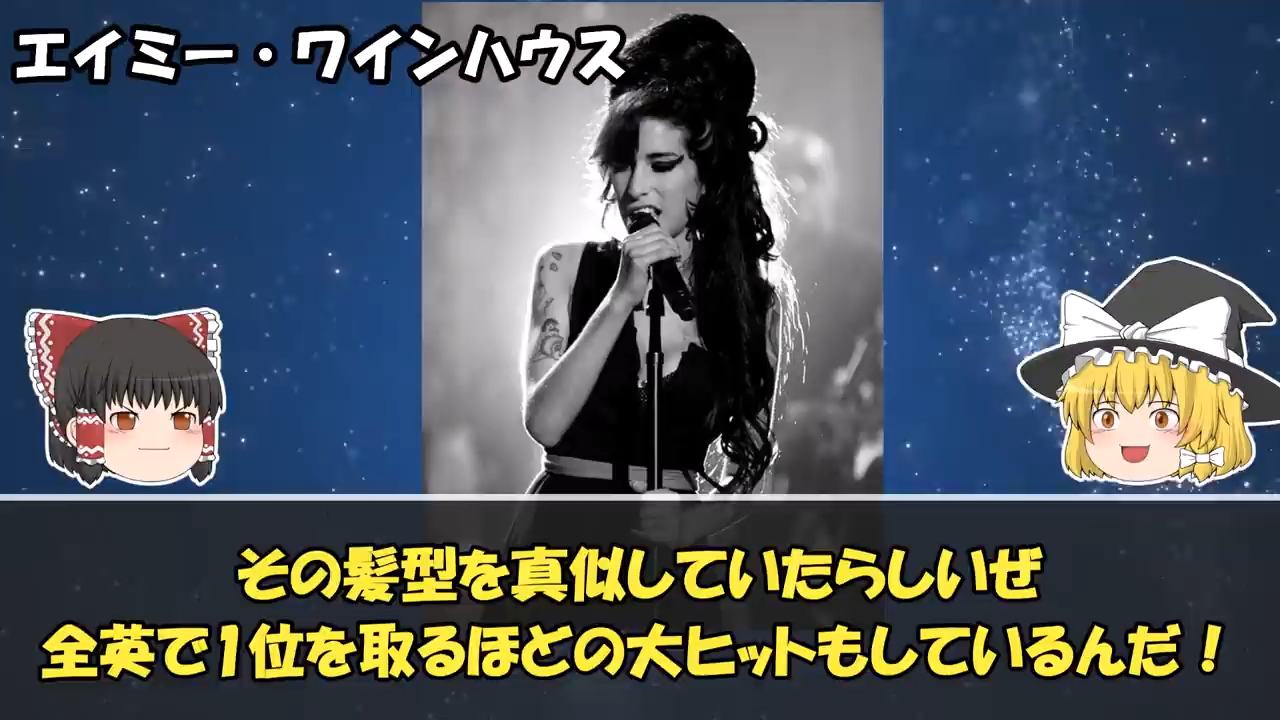 エイミー・ワインハウス
その髪型を真似していたらしいぜ
全英で1位を取るほどの大ヒットもしているんだ！